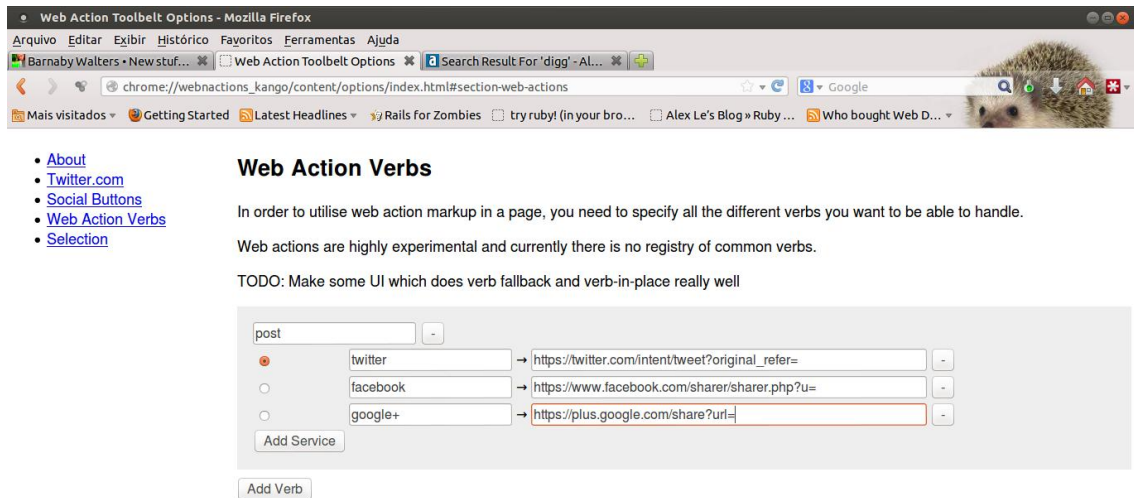 Web Action Toolbelt Options - Mozilla Firefox
Arquivo Editar Exibir Histórico Favoritos Ferramentas Ajuda
Barnaby Walters • New stuf... Web Action Toolbelt Options Search Result For 'digg' - Al...
chrome://webnactions_kango/content/options/index.html#section-web-actions Google
Mais visitados Getting Started Latest Headlines Rails for Zombies try ruby! (in your bro... Alex Le's Blog » Ruby ... Who bought Web D...
• About
• Twitter.com
• Social Buttons
• Web Action Verbs
• Selection
Web Action Verbs
In order to utilise web action markup in a page, you need to specify all the different verbs you want to be able to handle.
Web actions are highly experimental and currently there is no registry of common verbs.
TODO: Make some UI which does verb fallback and verb-in-place really well
post -
twitter → https://twitter.com/intent/tweet?original_refer= -
facebook → https://www.facebook.com/sharer/sharer.php?u= -
google+ → https://plus.google.com/share?url= -
Add Service
Add Verb